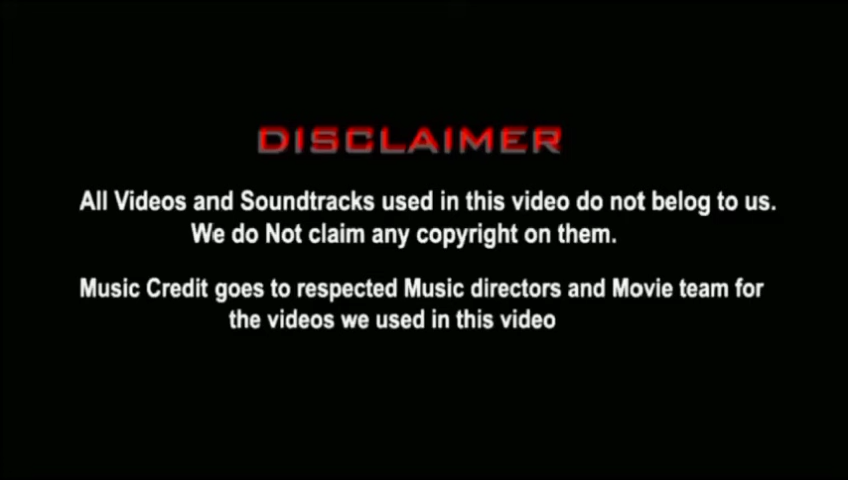 DISCLAIMER
All Videos and Soundtracks used in this video do not belog to us.
We do Not claim any copyright on them.
Music Credit goes to respected Music directors and Movie team for
the videos we used in this video